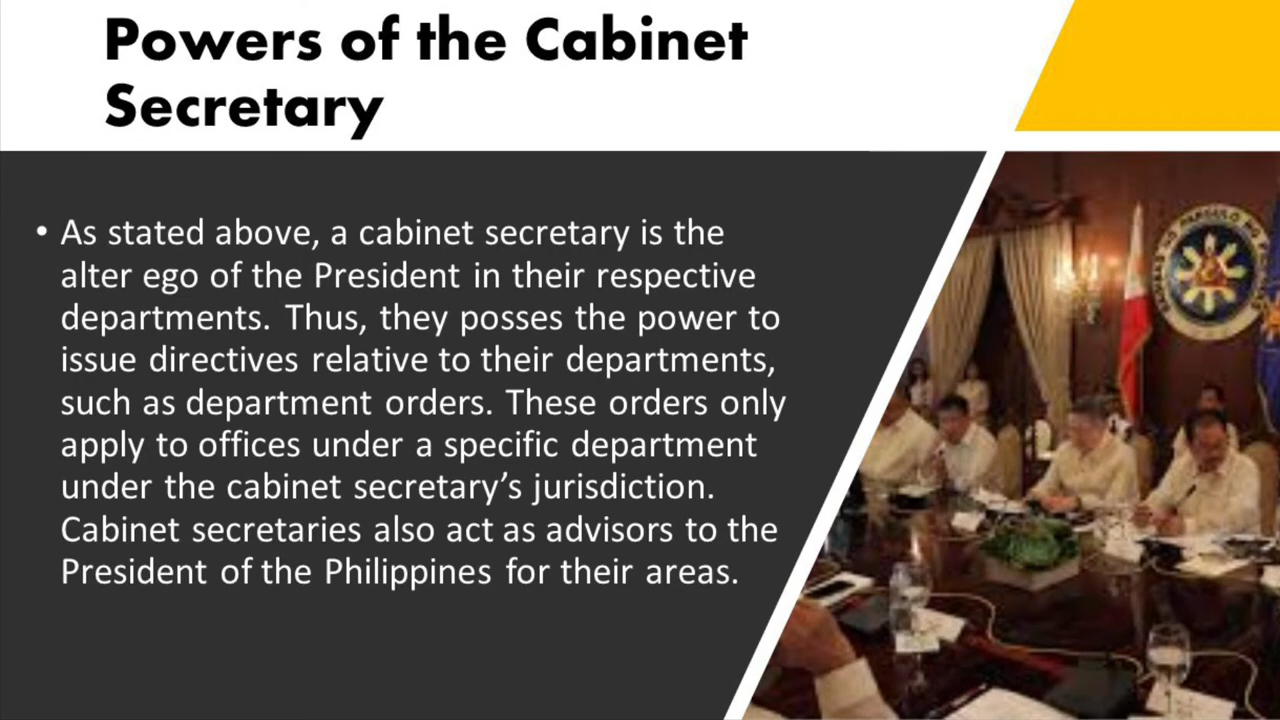 Powers of the Cabinet
Secretary
• As stated above, a cabinet secretary is the
alter ego of the President in their respective
departments. Thus, they posses the power to
issue directives relative to their departments,
such as department orders. These orders only
apply to offices under a specific department
under the cabinet secretary’s jurisdiction.
Cabinet secretaries also act as advisors to the
President of the Philippines for their areas.